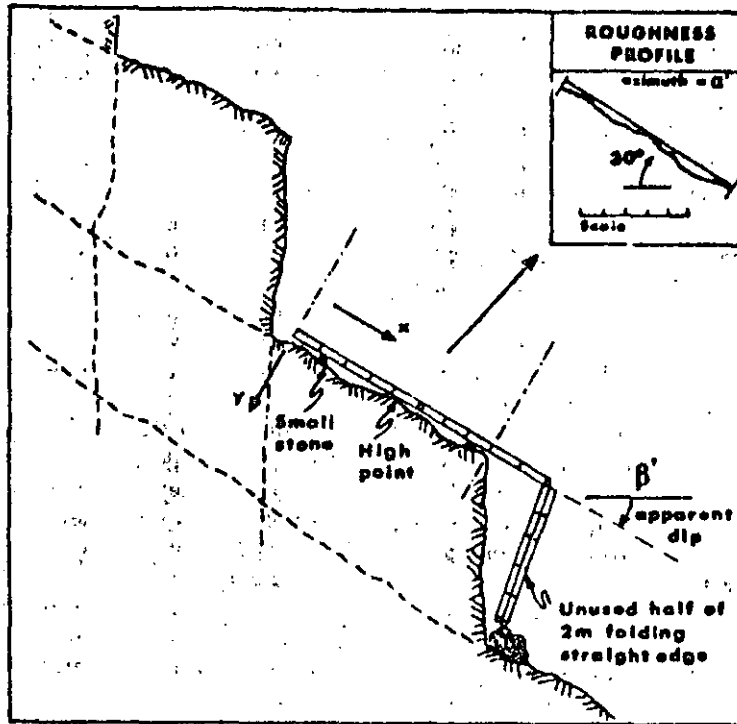 ROUGHNESS
PROFILE
azimuth = α'
30°
Scale
x
Y
Small
stone
High
point
β'
apparent
dip
Unused half of
2m folding
straight edge